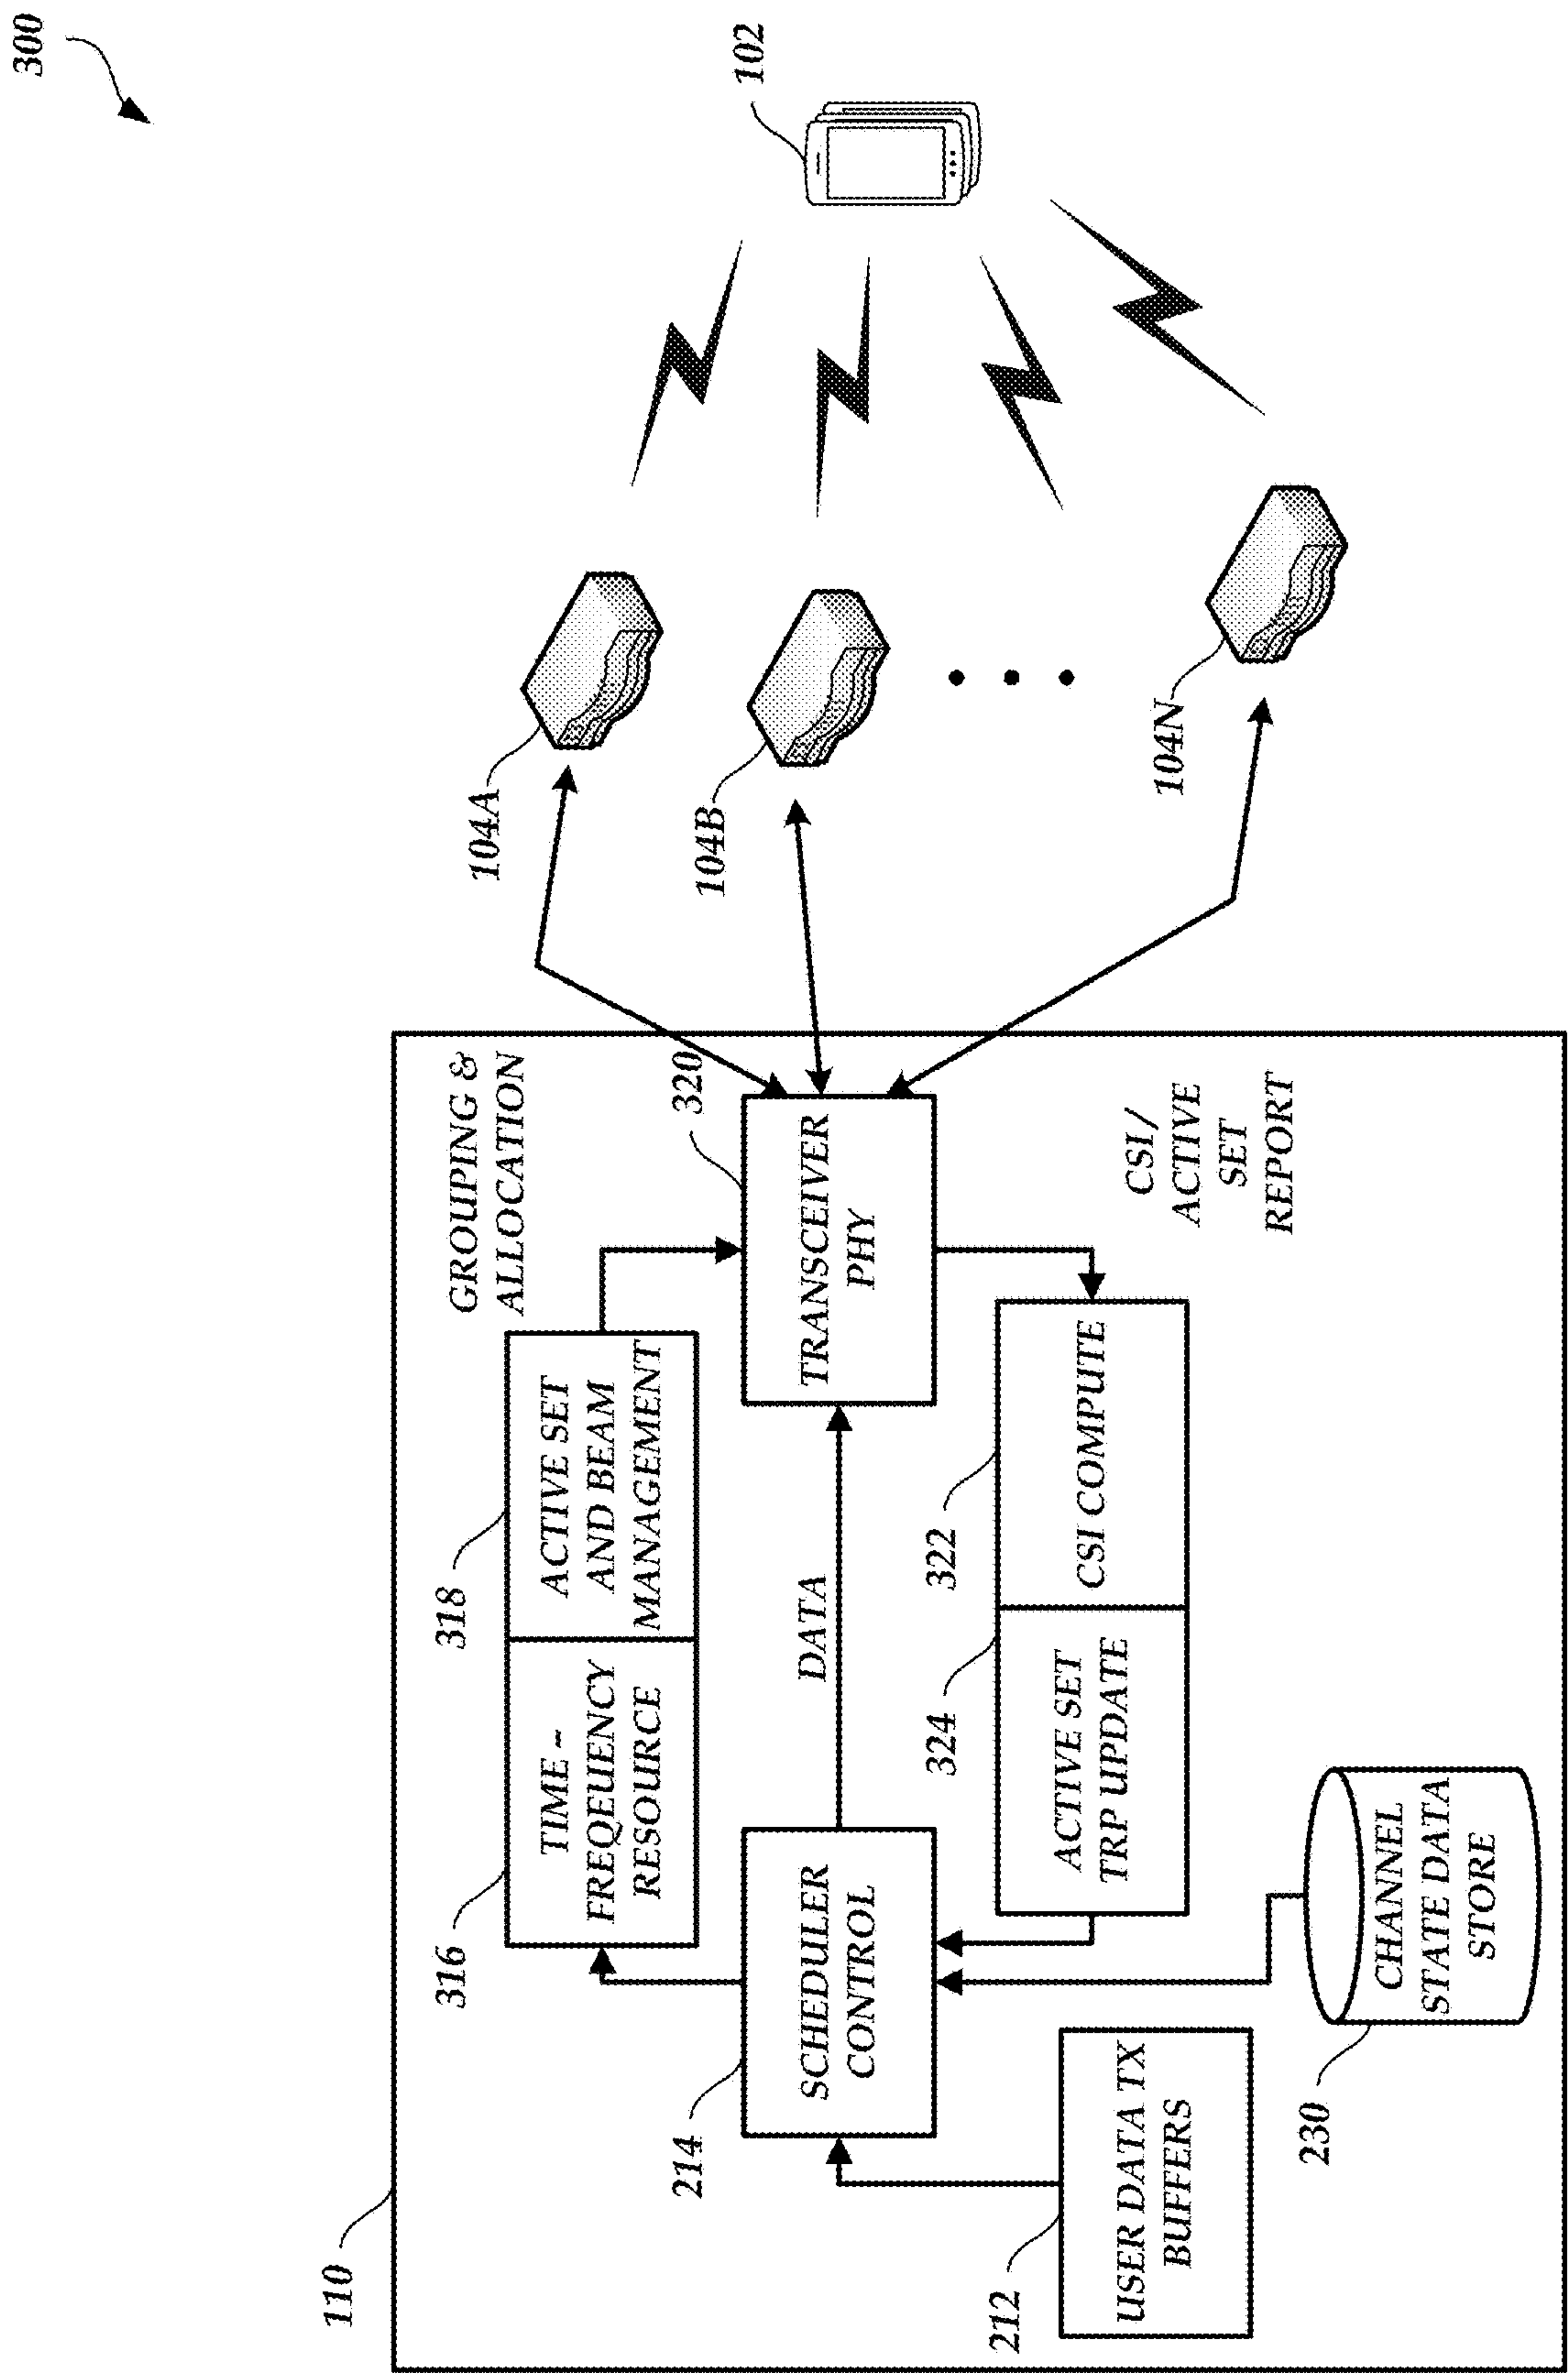 300
110
GROUPING &
ALLOCATION
316
TIME –
FREQEUENCY
RESOURCE
318
ACTIVE SET
AND BEAM
MANAGEMENT
214
SCHEDULER
CONTROL
DATA
320
TRANSCEIVER
PHY
324
ACTIVE SET
TRP UPDATE
322
CSI COMPUTE
CSI /
ACTIVE
SET
REPORT
212
USER DATA TX
BUFFERS
230
CHANNEL
STATE DATA
STORE
104A
104B
104N
102